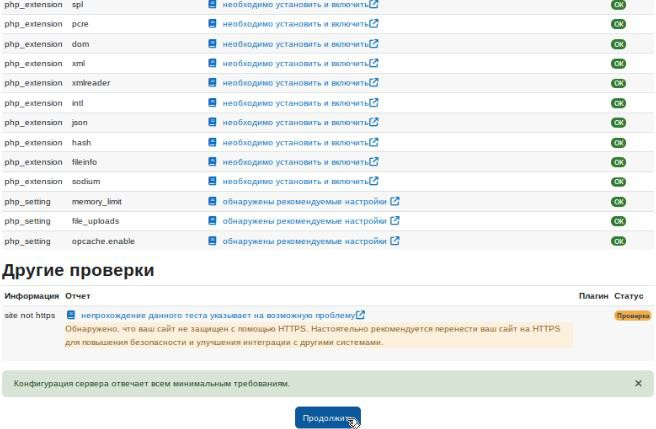 php_extension spl необходимо установить и включить OK
php_extension pcre необходимо установить и включить OK
php_extension dom необходимо установить и включить OK
php_extension xml необходимо установить и включить OK
php_extension xmlreader необходимо установить и включить OK
php_extension intl необходимо установить и включить OK
php_extension json необходимо установить и включить OK
php_extension hash необходимо установить и включить OK
php_extension fileinfo необходимо установить и включить OK
php_extension sodium необходимо установить и включить OK
php_setting memory_limit обнаружены рекомендуемые настройки OK
php_setting file_uploads обнаружены рекомендуемые настройки OK
php_setting opcache.enable обнаружены рекомендуемые настройки OK
Другие проверки
Информация Отчет Плагин Статус
site not https непрохождение данного теста указывает на возможную проблему Проверка
Обнаружено, что ваш сайт не защищен с помощью HTTPS. Настоятельно рекомендуется перенести ваш сайт на HTTPS
для повышения безопасности и улучшения интеграции с другими системами.
Конфигурация сервера отвечает всем минимальным требованиям. ×
Продолжить